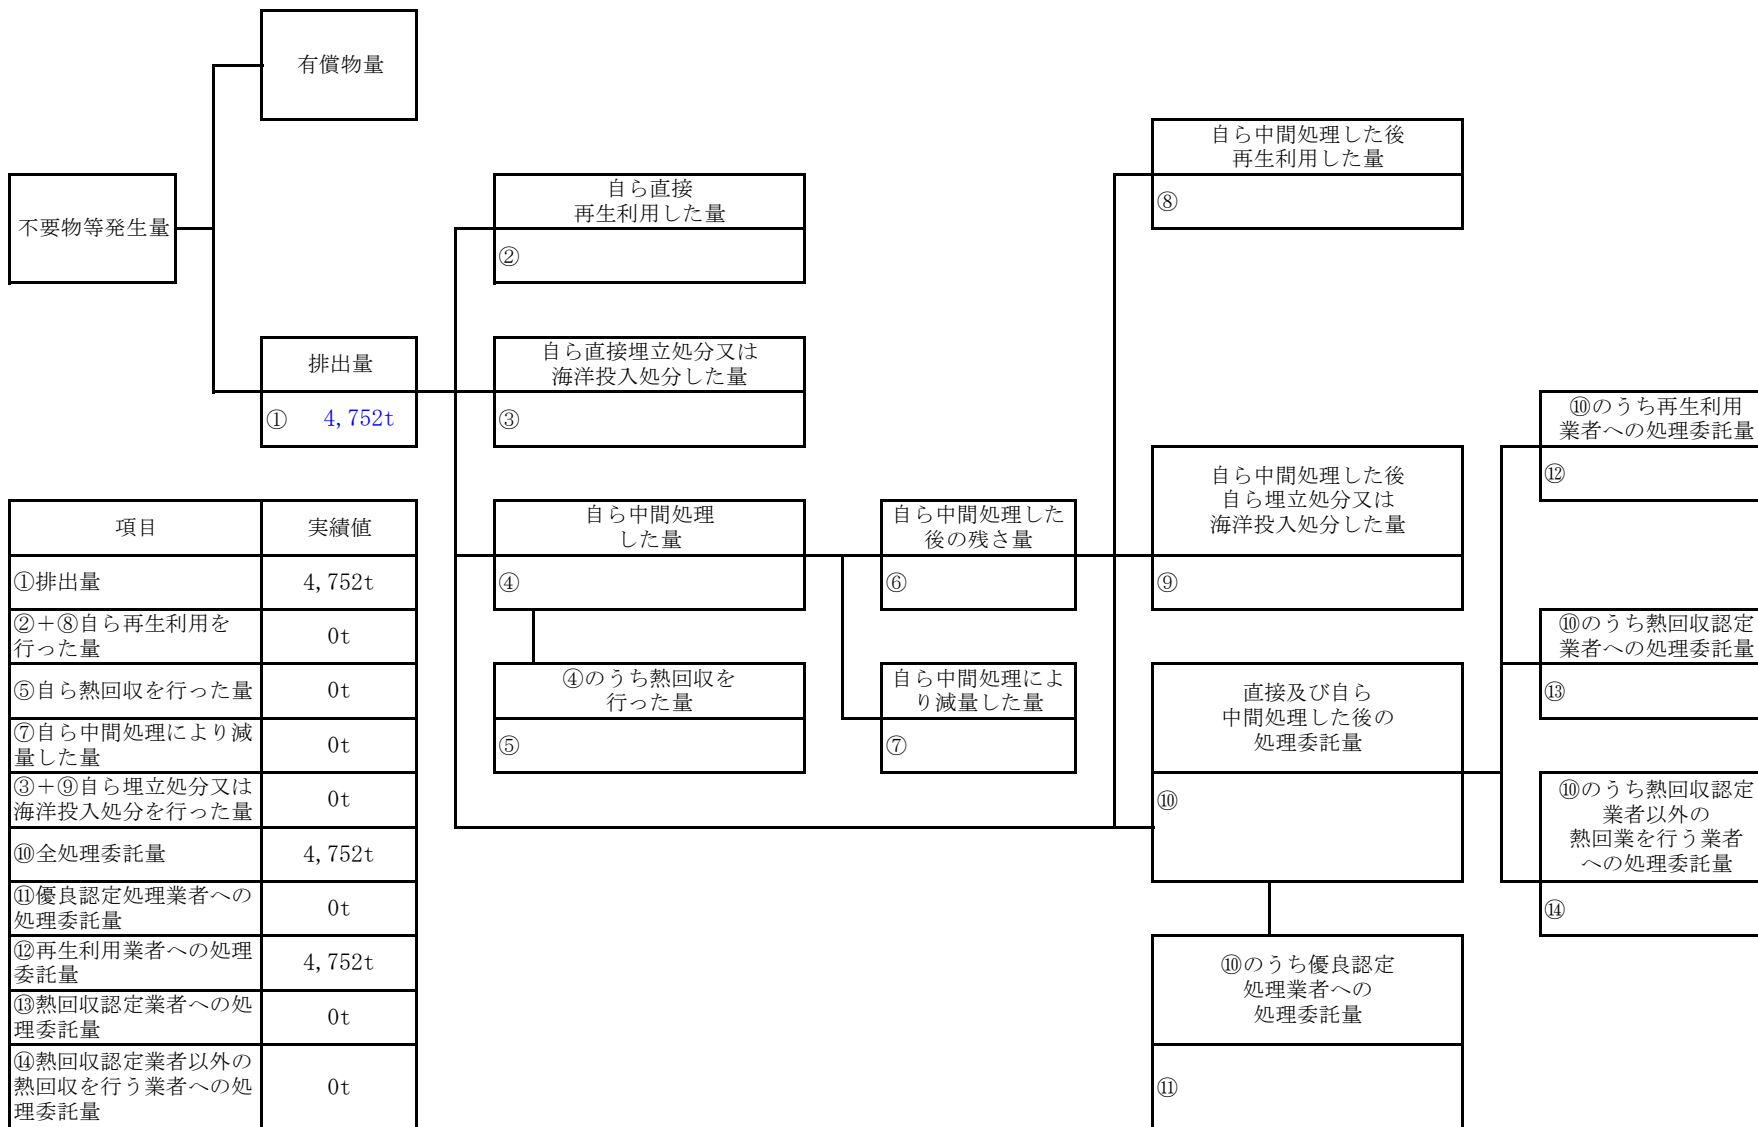 有償物量
不要物等発生量
排出量
① 4,752t
自ら直接
再生利用した量
②
自ら直接埋立処分又は
海洋投入処分した量
③
自ら中間処理
した量
④
④のうち熱回収を
行った量
⑤
自ら中間処理した
後の残さ量
⑥
自ら中間処理によ
り減量した量
⑦
自ら中間処理した後
再生利用した量
⑧
自ら中間処理した後
自ら埋立処分又は
海洋投入処分した量
⑨
直接及び自ら
中間処理した後の
処理委託量
⑩
⑩のうち優良認定
処理業者への
処理委託量
⑪
⑩のうち再生利用
業者への処理委託量
⑫
⑩のうち熱回収認定
業者への処理委託量
⑬
⑩のうち熱回収認定
業者以外の
熱回業を行う業者
への処理委託量
⑭
項目 実績値
①排出量 4,752t
②＋⑧自ら再生利用を
行った量 0t
⑤自ら熱回収を行った量 0t
⑦自ら中間処理により減
量した量 0t
③＋⑨自ら埋立処分又は
海洋投入処分を行った量 0t
⑩全処理委託量 4,752t
⑪優良認定処理業者への
処理委託量 0t
⑫再生利用業者への処理
委託量 4,752t
⑬熱回収認定業者への処
理委託量 0t
⑭熱回収認定業者以外の
熱回収を行う業者への処
理委託量 0t